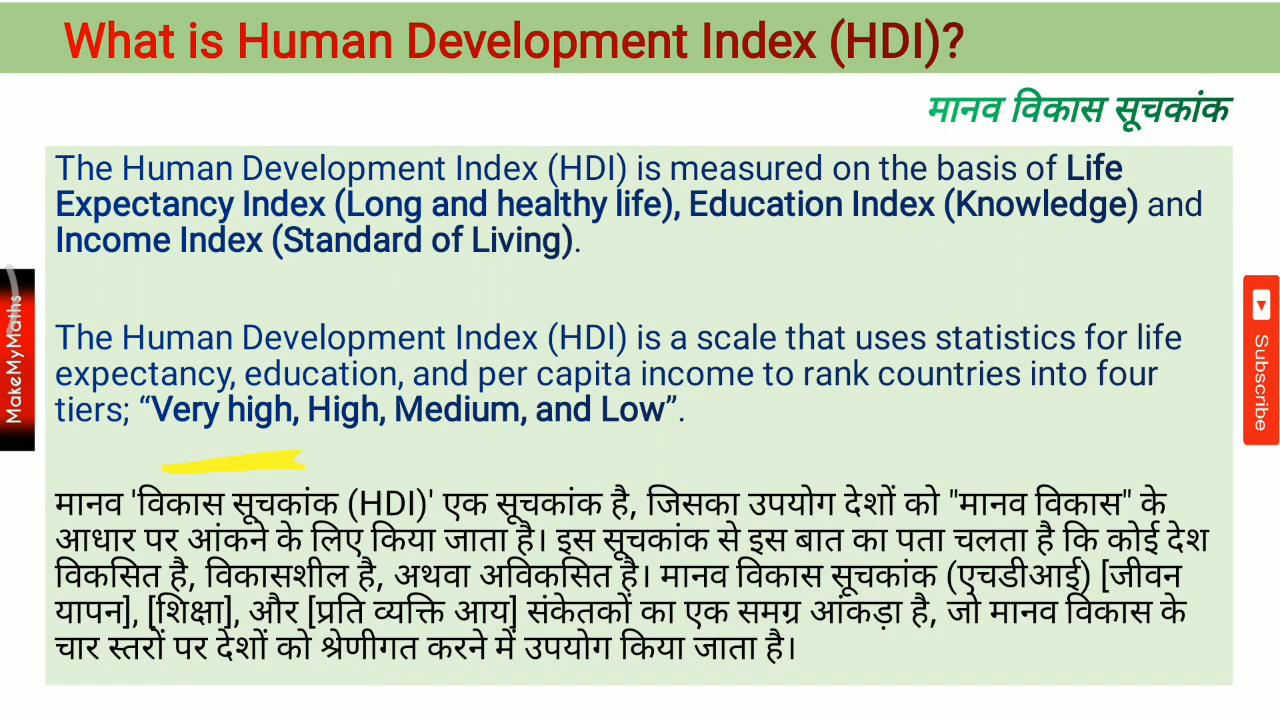 What is Human Development Index (HDI)?
मानव विकास सूचकांक
The Human Development Index (HDI) is measured on the basis of Life
Expectancy Index (Long and healthy life), Education Index (Knowledge) and
Income Index (Standard of Living).
The Human Development Index (HDI) is a scale that uses statistics for life
expectancy, education, and per capita income to rank countries into four
tiers; “Very high, High, Medium, and Low”.
मानव 'विकास सूचकांक (HDI)' एक सूचकांक है, जिसका उपयोग देशों को "मानव विकास" के
आधार पर आंकने के लिए किया जाता है। इस सूचकांक से इस बात का पता चलता है कि कोई देश
विकसित है, विकासशील है, अथवा अविकसित है। मानव विकास सूचकांक (एचडीआई) [जीवन
यापन], [शिक्षा], और [प्रति व्यक्ति आय] संकेतकों का एक समग्र आंकड़ा है, जो मानव विकास के
चार स्तरों पर देशों को श्रेणीगत करने में उपयोग किया जाता है।
MakeMyMaths
Subscribe